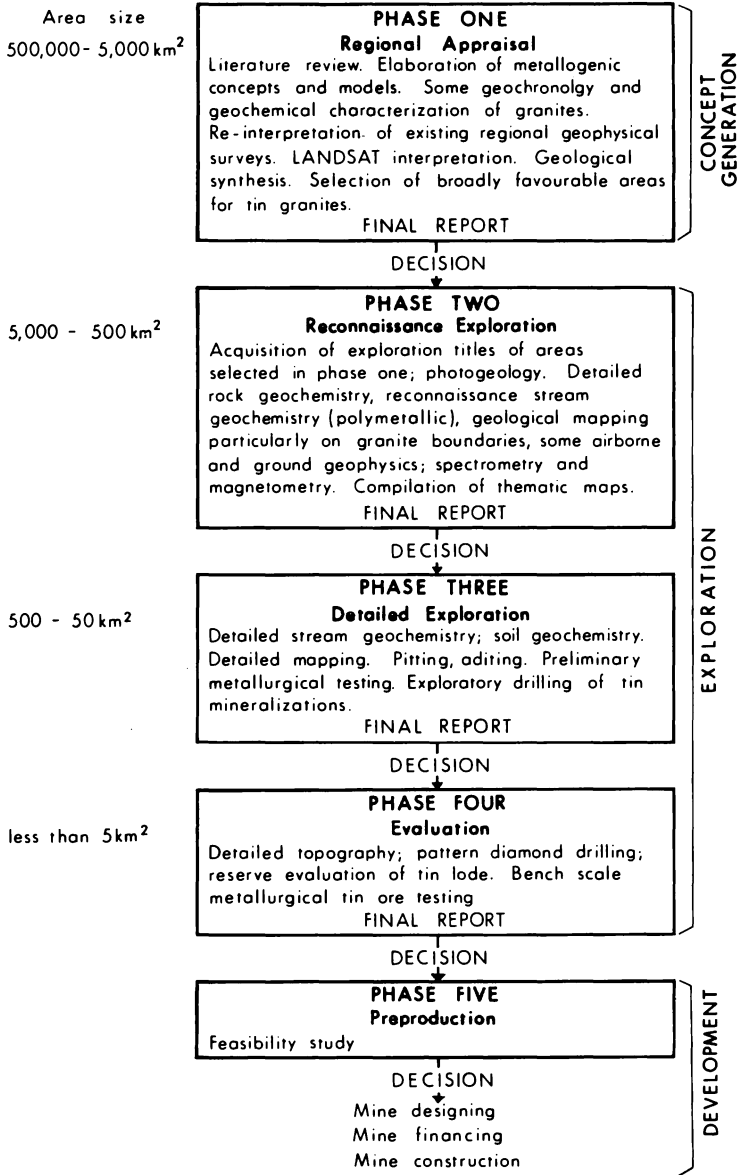 Area size
500,000 - 5,000 km²
PHASE ONE
Regional Appraisal
Literature review. Elaboration of metallogenic
concepts and models. Some geochronolgy and
geochemical characterization of granites.
Re-interpretation of existing regional geophysical
surveys. LANDSAT interpretation. Geological
synthesis. Selection of broadly favourable areas
for tin granites.
FINAL REPORT
CONCEPT
GENERATION
DECISION
5,000 - 500 km²
PHASE TWO
Reconnaissance Exploration
Acquisition of exploration titles of areas
selected in phase one; photogeology. Detailed
rock geochemistry, reconnaissance stream
geochemistry (polymetallic), geological mapping
particularly on granite boundaries, some airborne
and ground geophysics; spectrometry and
magnetometry. Compilation of thematic maps.
FINAL REPORT
DECISION
500 - 50 km²
PHASE THREE
Detailed Exploration
Detailed stream geochemistry; soil geochemistry.
Detailed mapping. Pitting, aditing. Preliminary
metallurgical testing. Exploratory drilling of tin
mineralizations.
FINAL REPORT
EXPLORATION
DECISION
less than 5 km²
PHASE FOUR
Evaluation
Detailed topography; pattern diamond drilling;
reserve evaluation of tin lode. Bench scale
metallurgical tin ore testing
FINAL REPORT
DECISION
PHASE FIVE
Preproduction
Feasibility study
DECISION
Mine designing
Mine financing
Mine construction
DEVELOPMENT